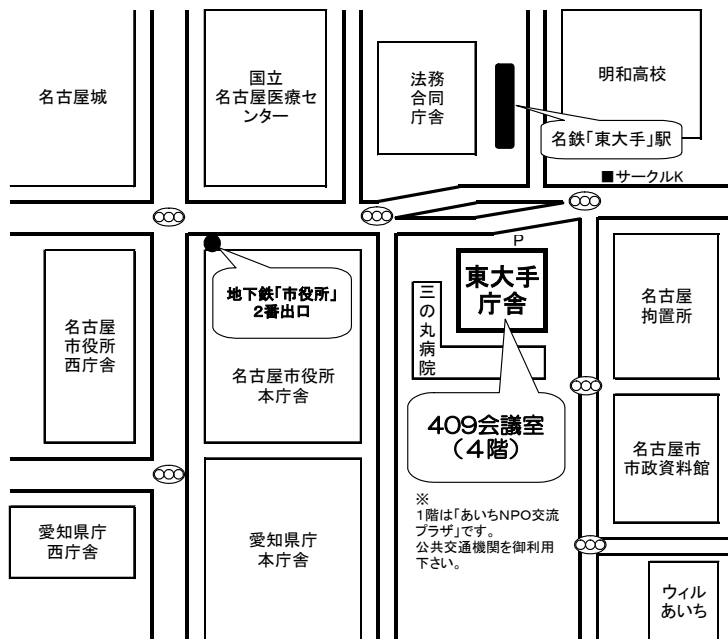 名古屋城
国立
名古屋医療セ
ンター
法務
合同
庁舎
明和高校
名鉄「東大手」駅
■サークルK
P
地下鉄「市役所」
2番出口
東大手
庁舎
三の丸病院
名古屋
拘置所
名古屋
市役所
西庁舎
名古屋市役所
本庁舎
409会議室
（4階）
名古屋市
市政資料館
※
1階は「あいちNPO交流
プラザ」です。
公共交通機関を御利用
下さい。
愛知県庁
西庁舎
愛知県庁
本庁舎
ウィル
あいち